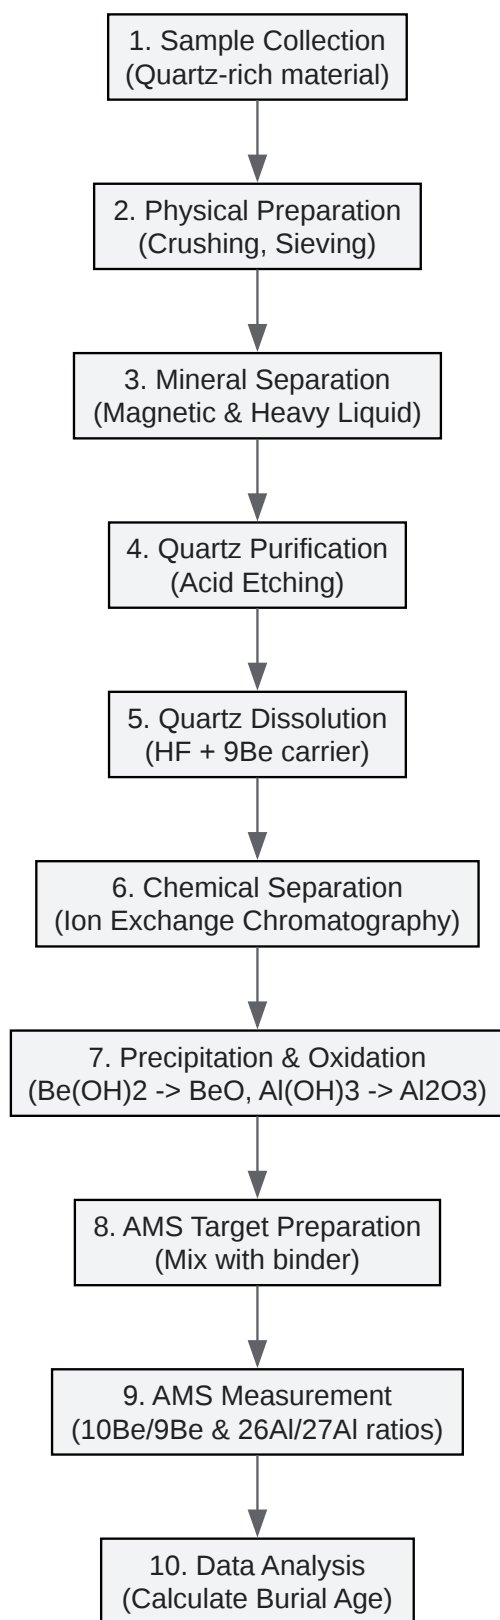 1. Sample Collection
(Quartz-rich material)
2. Physical Preparation
(Crushing, Sieving)
3. Mineral Separation
(Magnetic & Heavy Liquid)
4. Quartz Purification
(Acid Etching)
5. Quartz Dissolution
(HF + 9Be carrier)
6. Chemical Separation
(Ion Exchange Chromatography)
7. Precipitation & Oxidation
(Be(OH)2 -> BeO, Al(OH)3 -> Al2O3)
8. AMS Target Preparation
(Mix with binder)
9. AMS Measurement
(10Be/9Be & 26Al/27Al ratios)
10. Data Analysis
(Calculate Burial Age)